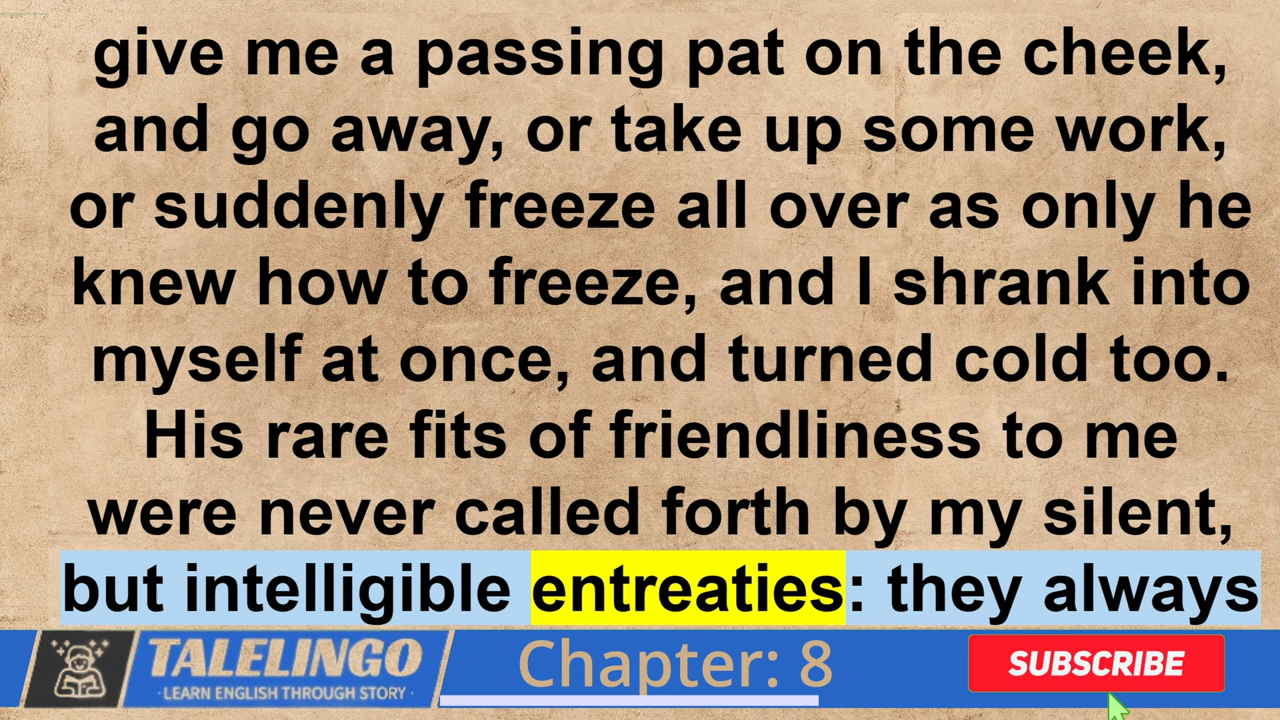 give me a passing pat on the cheek,
and go away, or take up some work,
or suddenly freeze all over as only he
knew how to freeze, and I shrank into
myself at once, and turned cold too.
His rare fits of friendliness to me
were never called forth by my silent,
but intelligible entreaties: they always
TALELINGO
·LEARN ENGLISH THROUGH STORY·
Chapter: 8
SUBSCRIBE